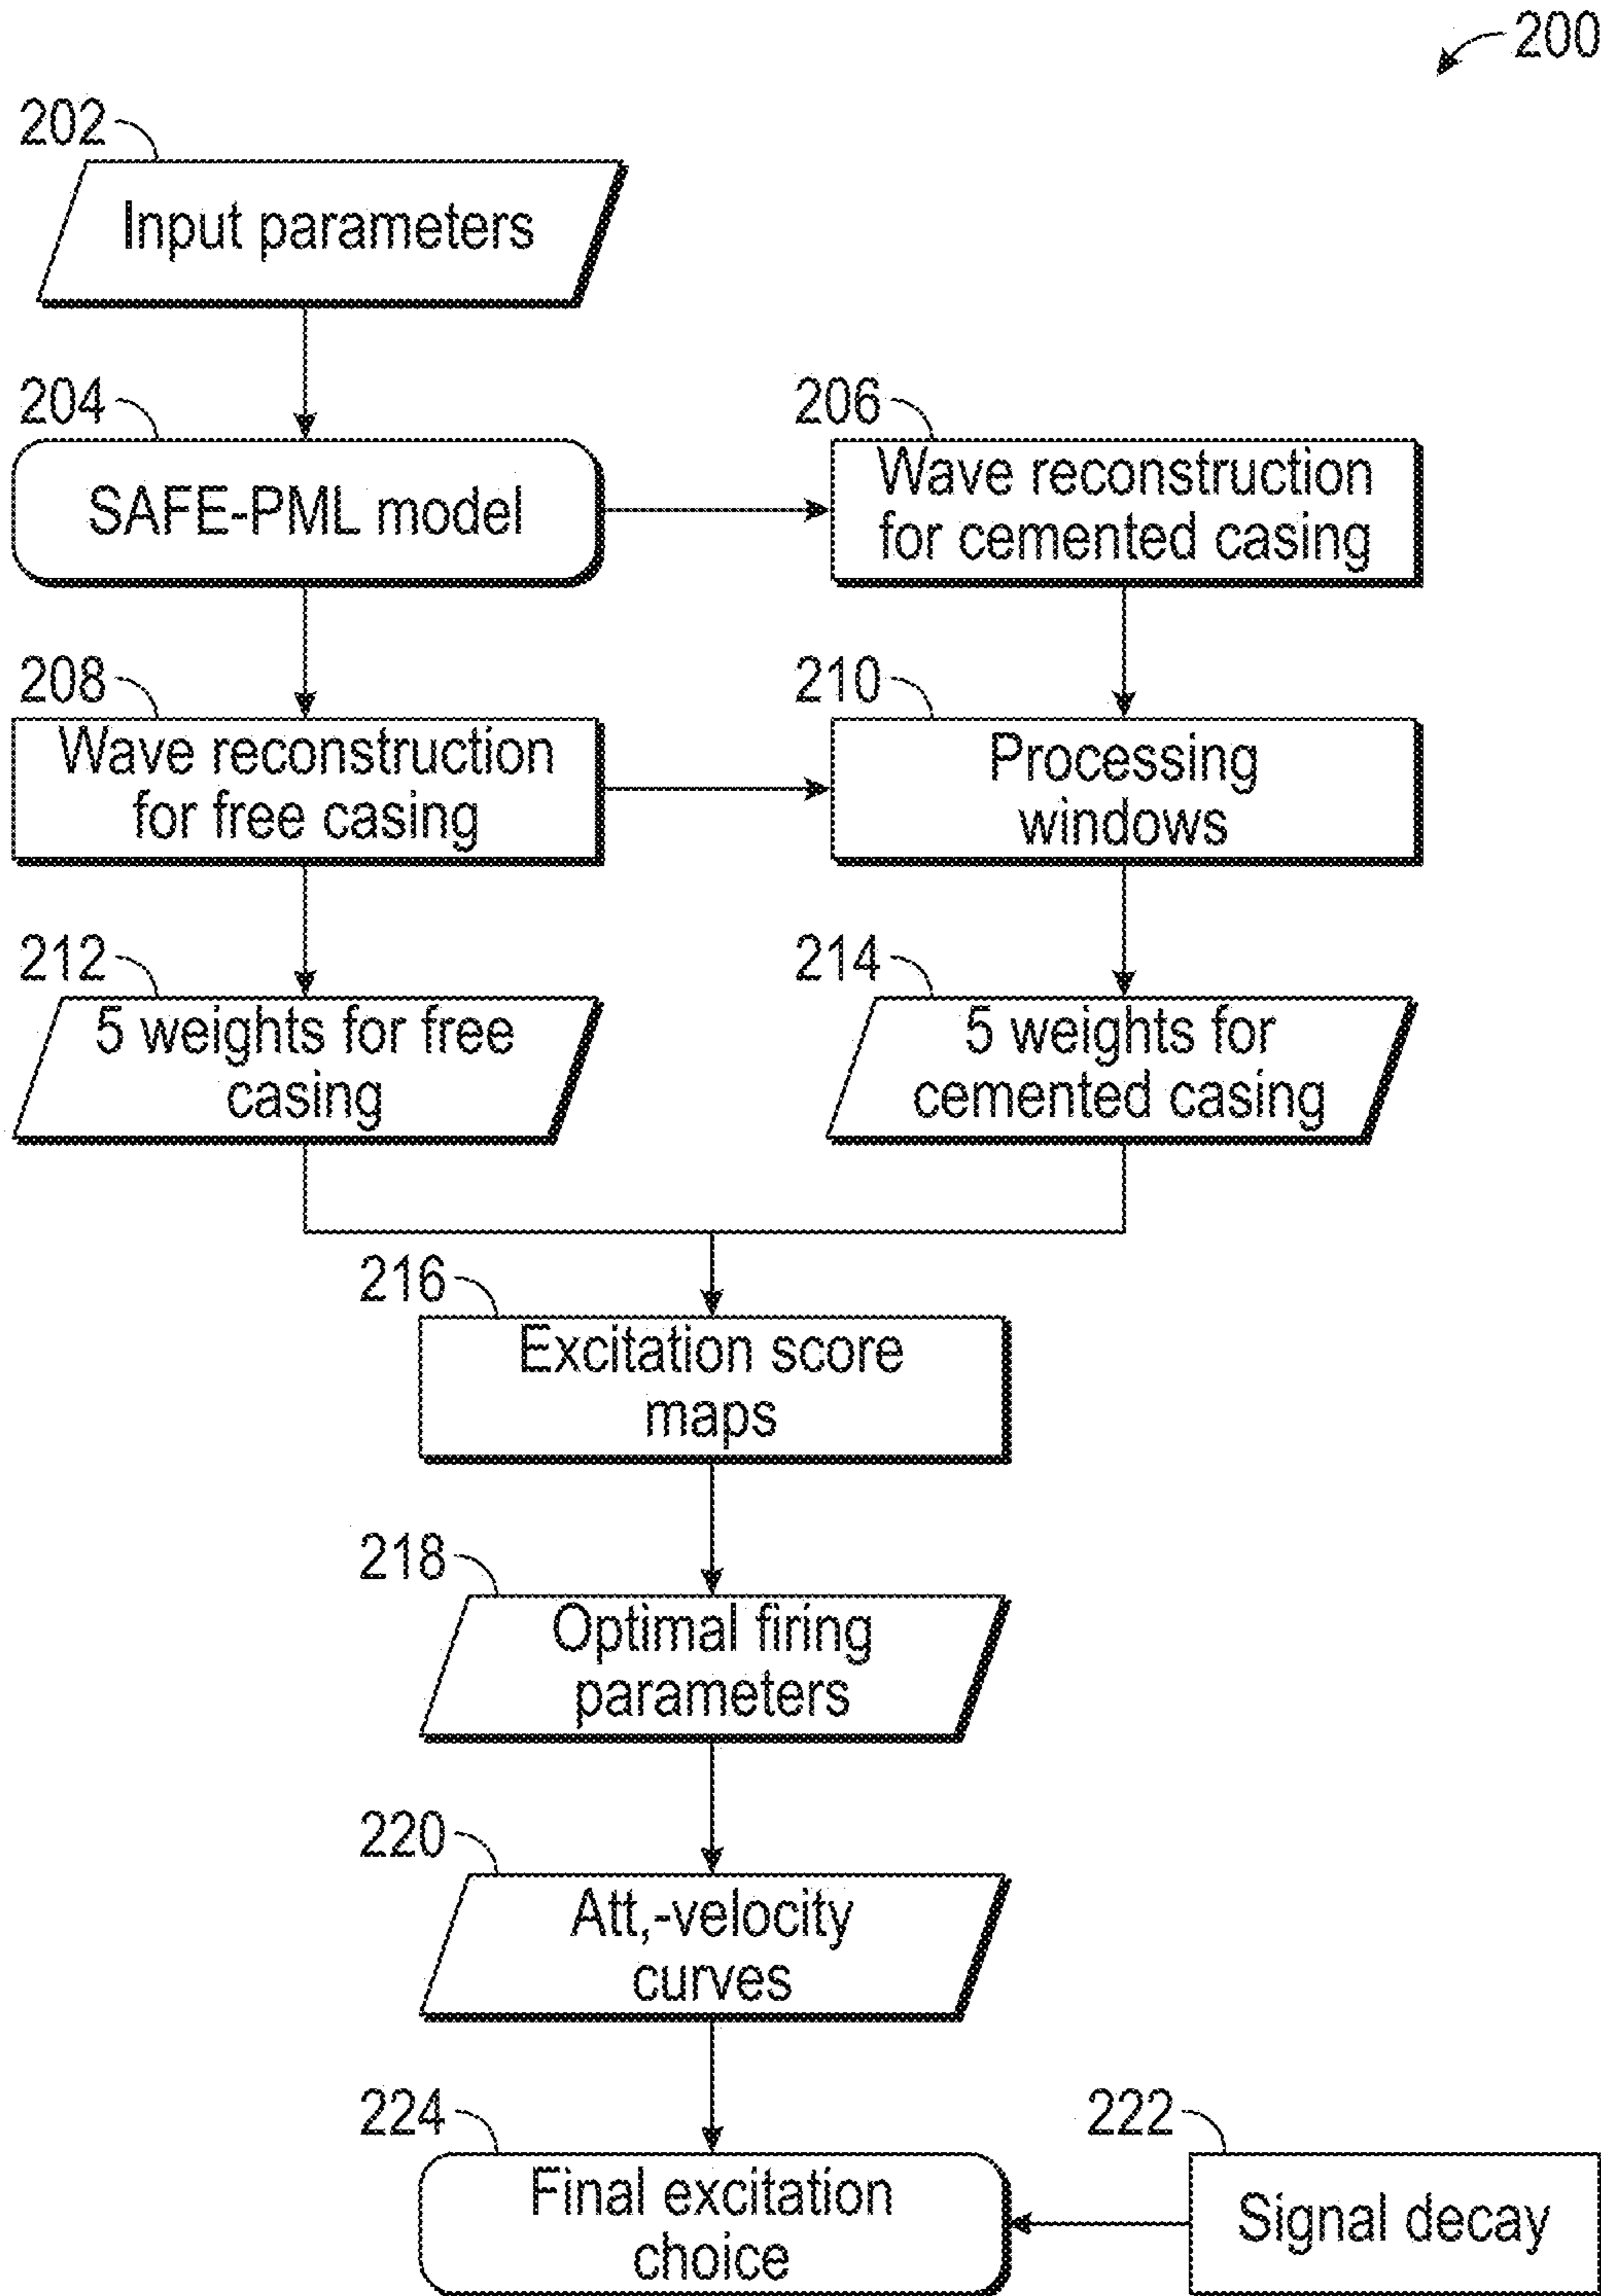 200
202
Input parameters
204
SAFE-PML model
206
Wave reconstruction
for cemented casing
208
Wave reconstruction
for free casing
210
Processing
windows
212
5 weights for free
casing
214
5 weights for
cemented casing
216
Excitation score
maps
218
Optimal firing
parameters
220
Att,-velocity
curves
224
Final excitation
choice
222
Signal decay